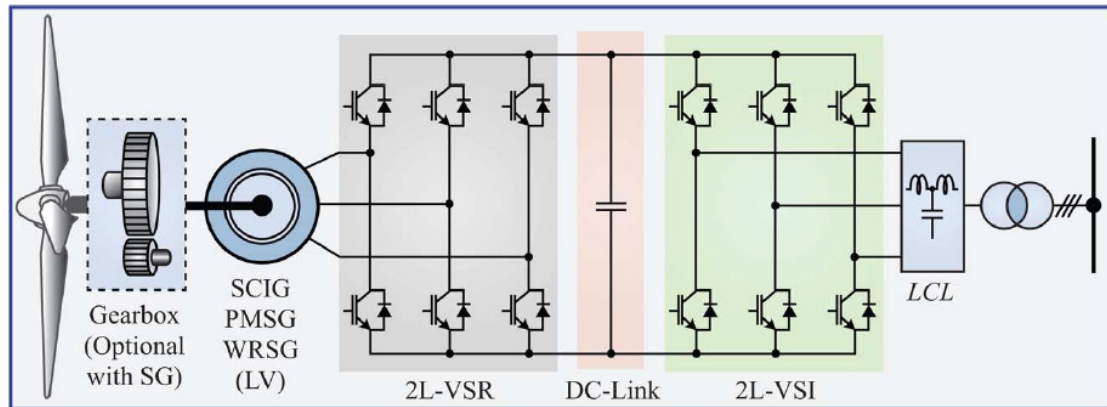 Gearbox
(Optional
with SG)
SCIG
PMSG
WRSG
(LV)
2L-VSR
DC-Link
2L-VSI
LCL